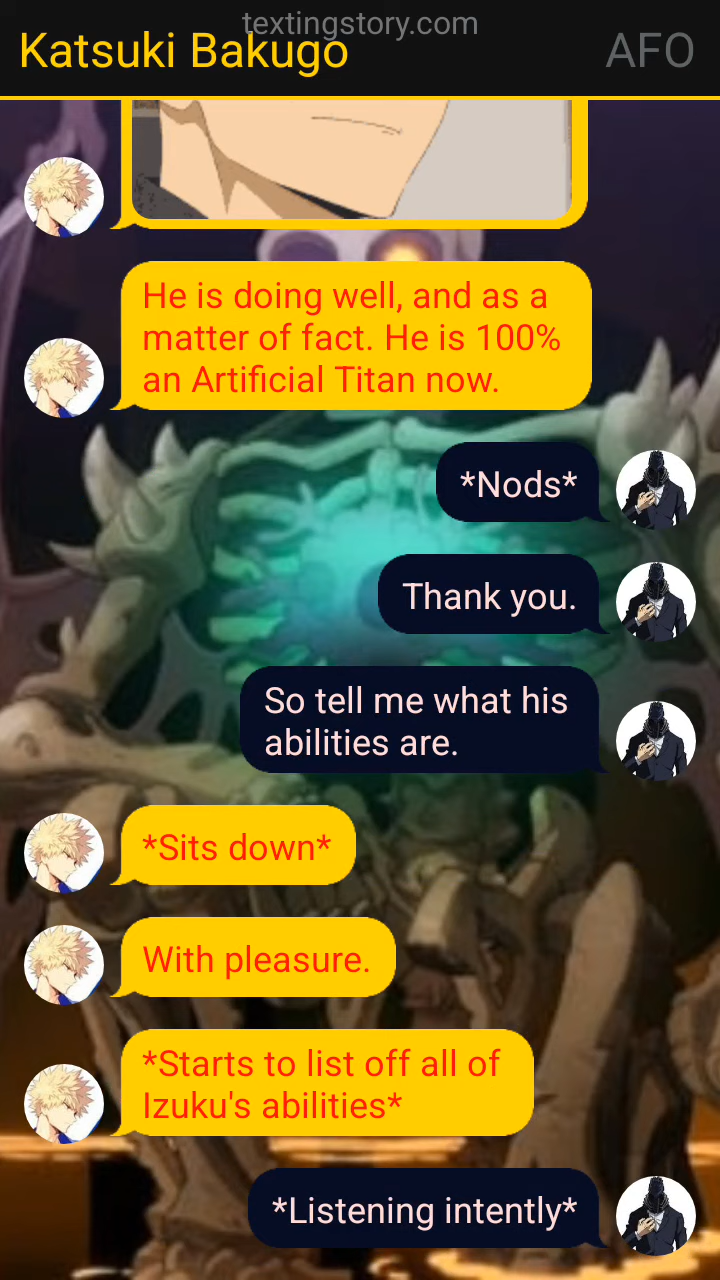 textingstory.com
Katsuki Bakugo
AFO
He is doing well, and as a
matter of fact. He is 100%
an Artificial Titan now.
*Nods*
Thank you.
So tell me what his
abilities are.
*Sits down*
With pleasure.
*Starts to list off all of
Izuku's abilities*
*Listening intently*